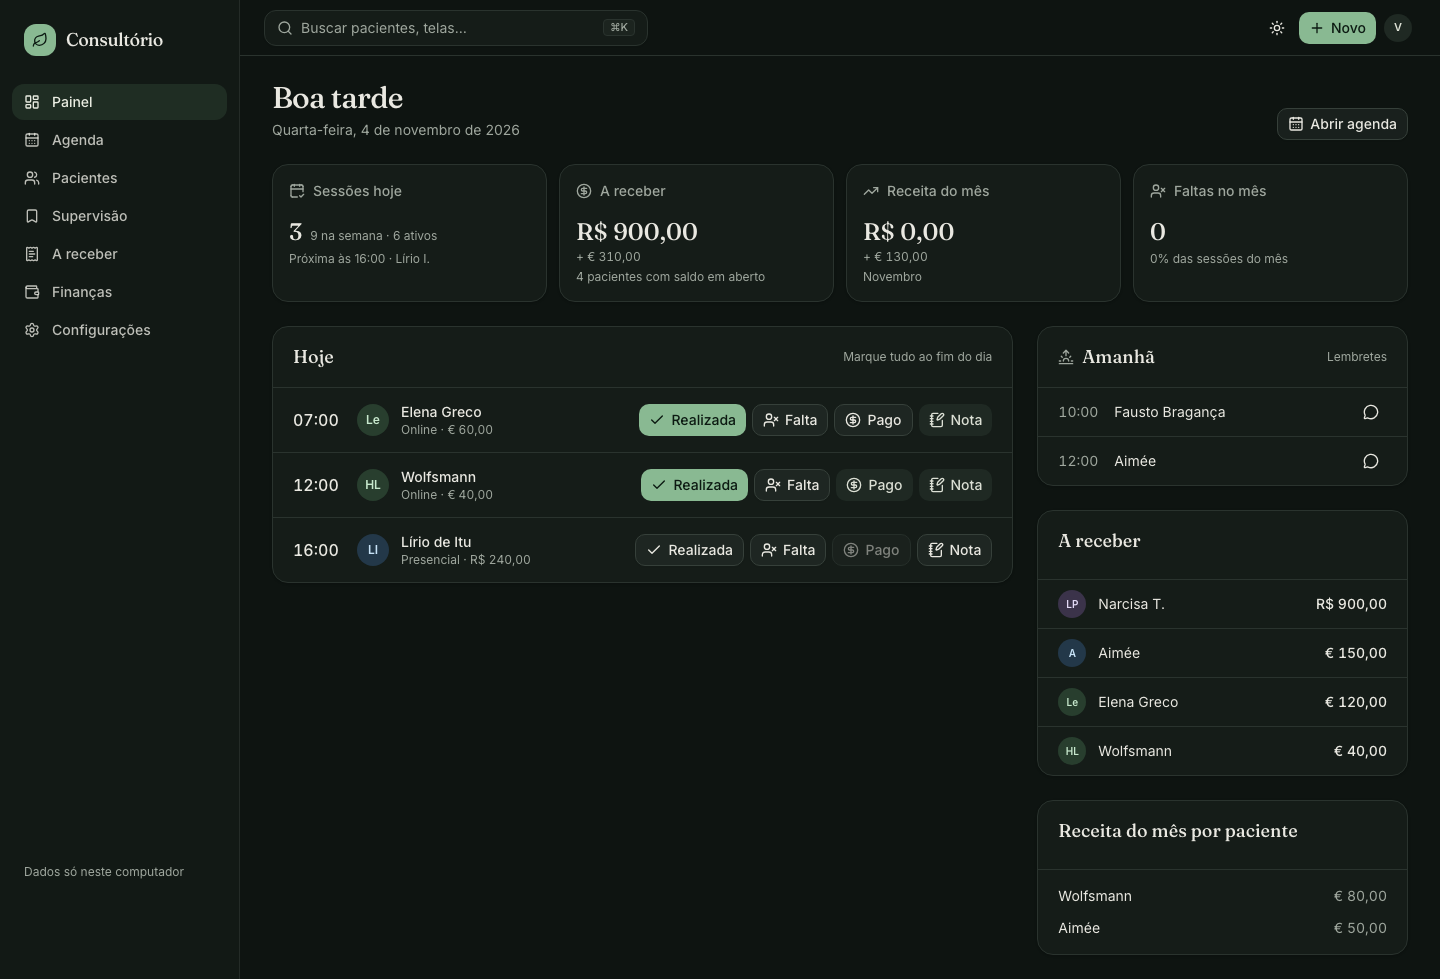 Consultório
Buscar pacientes, telas...
⌘K
Novo
V
Painel
Agenda
Pacientes
Supervisão
A receber
Finanças
Configurações
Dados só neste computador
Boa tarde
Quarta-feira, 4 de novembro de 2026
Abrir agenda
Sessões hoje
3 9 na semana · 6 ativos
Próxima às 16:00 · Lírio I.
A receber
R$ 900,00
+ € 310,00
4 pacientes com saldo em aberto
Receita do mês
R$ 0,00
+ € 130,00
Novembro
Faltas no mês
0
0% das sessões do mês
Hoje
Marque tudo ao fim do dia
07:00 Le Elena Greco Realizada Falta Pago Nota
Online · € 60,00
12:00 HL Wolfsmann Realizada Falta Pago Nota
Online · € 40,00
16:00 LI Lírio de Itu Realizada Falta Pago Nota
Presencial · R$ 240,00
Amanhã
Lembretes
10:00 Fausto Bragança
12:00 Aimée
A receber
LP Narcisa T. R$ 900,00
A Aimée € 150,00
Le Elena Greco € 120,00
HL Wolfsmann € 40,00
Receita do mês por paciente
Wolfsmann € 80,00
Aimée € 50,00